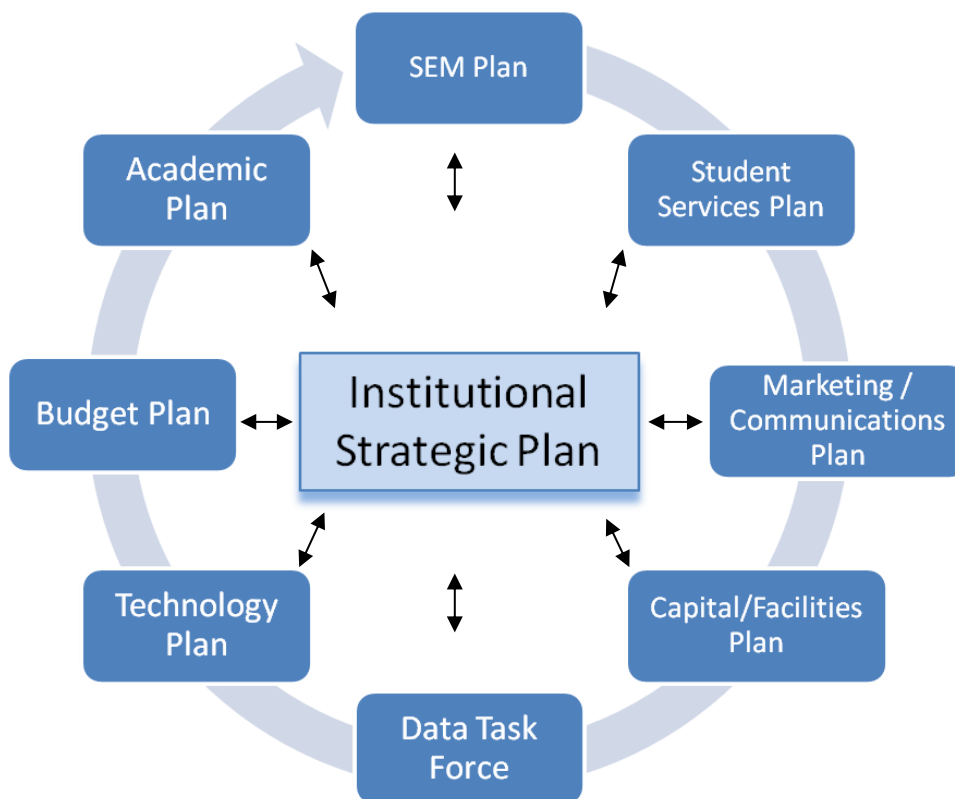 SEM Plan
Student
Services Plan
Marketing /
Communications
Plan
Capital/Facilities
Plan
Data Task
Force
Technology
Plan
Budget Plan
Academic
Plan
Institutional
Strategic Plan